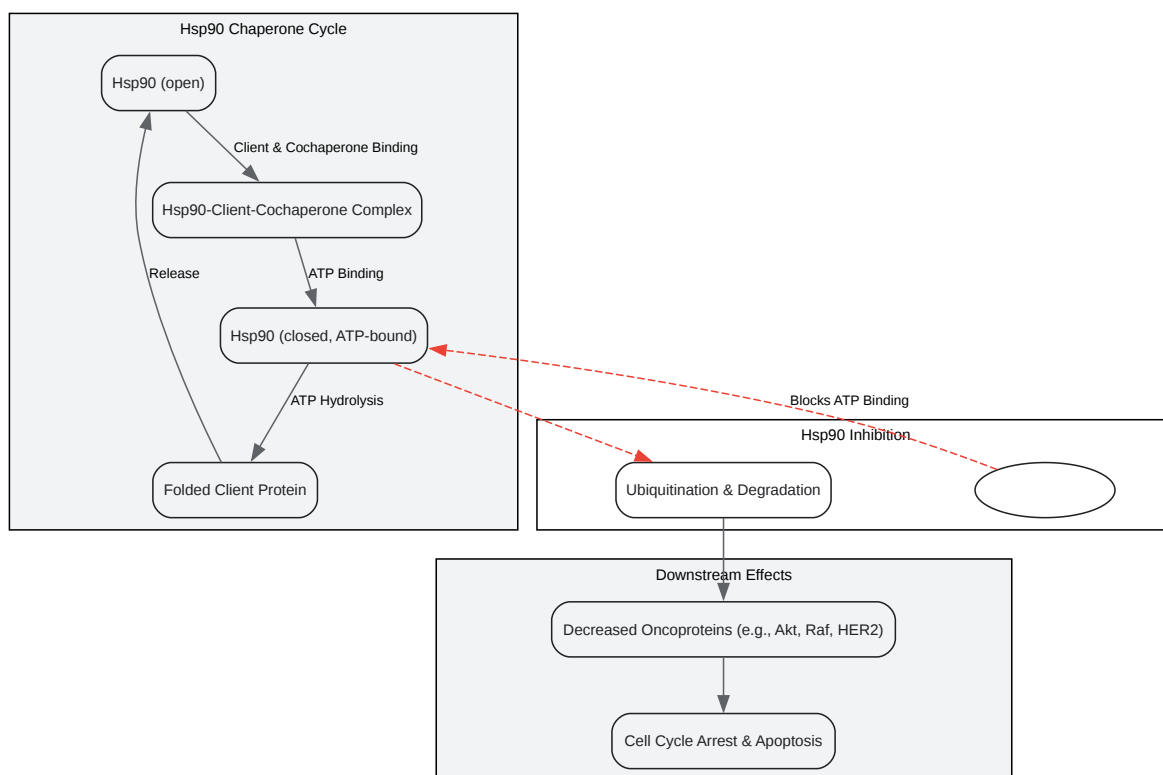 Hsp90 Chaperone Cycle
Hsp90 (open)
Client & Cochaperone Binding
Hsp90-Client-Cochaperone Complex
Release
ATP Binding
Hsp90 (closed, ATP-bound)
ATP Hydrolysis
Blocks ATP Binding
Folded Client Protein
Hsp90 Inhibition
Ubiquitination & Degradation
Downstream Effects
Decreased Oncoproteins (e.g., Akt, Raf, HER2)
Cell Cycle Arrest & Apoptosis